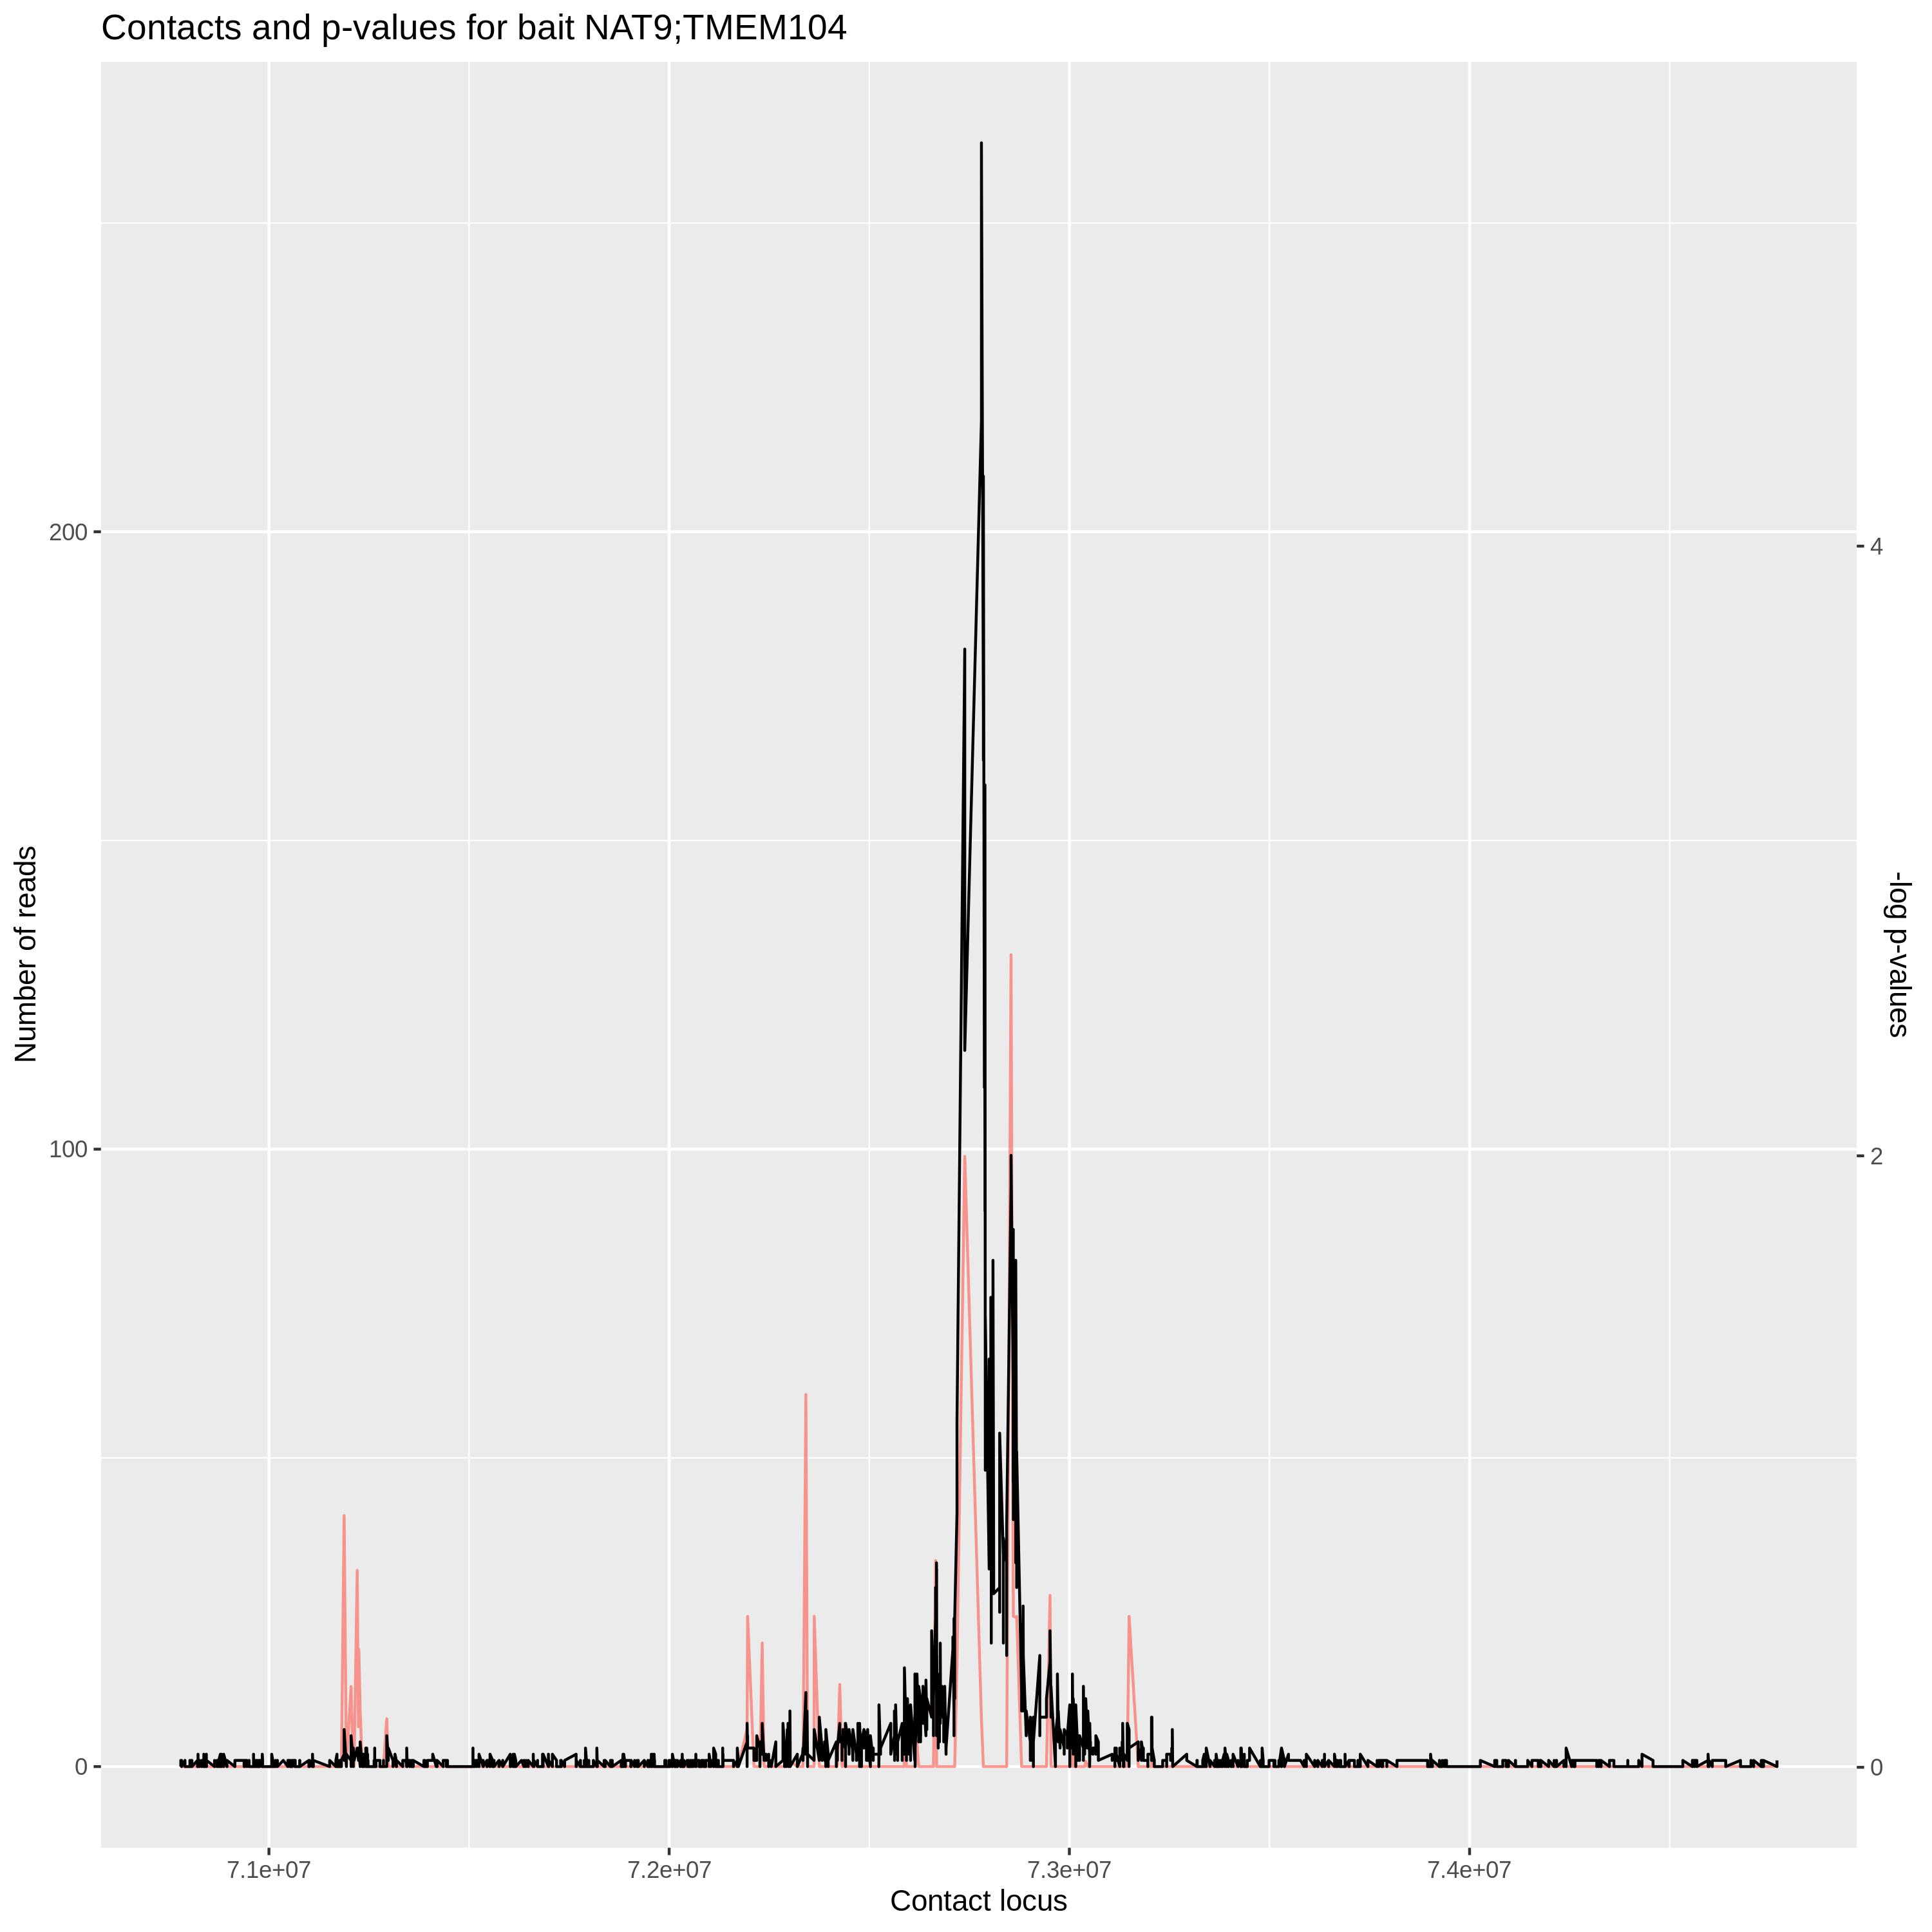 Contacts and p-values for bait NAT9;TMEM104
Number of reads
200
100
0
4
2
0
-log p-values
7.1e+07
7.2e+07
7.3e+07
7.4e+07
Contact locus